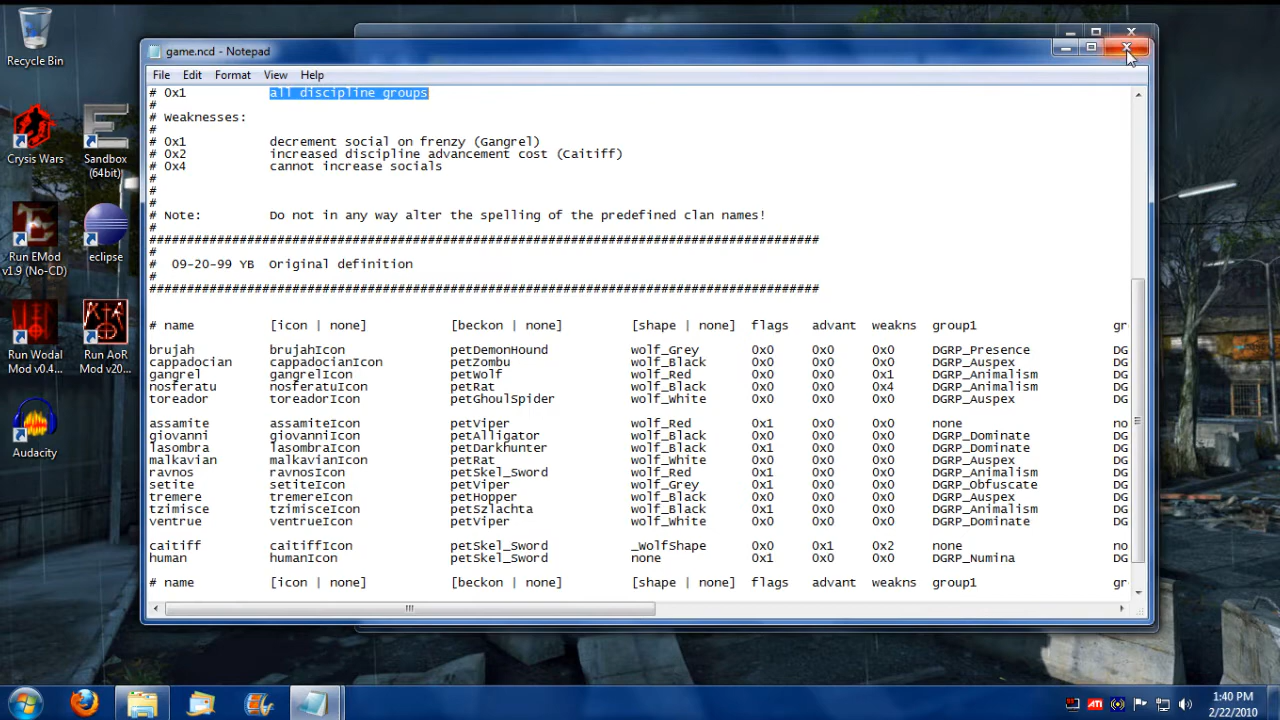 Recycle Bin
Crysis Wars
Sandbox
(64bit)
Run EMod
v1.9 (No-CD)
eclipse
Run Wodal
Mod v0.4...
Run AoR
Mod v20...
Audacity
game.ncd - Notepad
File Edit Format View Help
# 0x1 all discipline groups
#
# Weaknesses:
#
# 0x1 decrement social on frenzy (Gangrel)
# 0x2 increased discipline advancement cost (Caitiff)
# 0x4 cannot increase socials
#
#
#
# Note: Do not in any way alter the spelling of the predefined clan names!
#
#########################################################################################
#
# 09-20-99 YB Original definition
#
#########################################################################################
# name [icon | none] [beckon | none] [shape | none] flags advant weakns group1 gr
brujah brujahIcon petDemonHound wolf_Grey 0x0 0x0 0x0 DGRP_Presence DG
cappadocian cappadocianIcon petZombu wolf_Black 0x0 0x0 0x0 DGRP_Auspex DG
gangrel gangrelIcon petWolf wolf_Red 0x0 0x0 0x1 DGRP_Animalism DG
nosferatu nosferatuIcon petRat wolf_Black 0x0 0x0 0x4 DGRP_Animalism DG
toreador toreadorIcon petGhoulSpider wolf_White 0x0 0x0 0x0 DGRP_Auspex DG
assamite assamiteIcon petViper wolf_Red 0x1 0x0 0x0 none no
giovanni giovanniIcon petAlligator wolf_Black 0x0 0x0 0x0 DGRP_Dominate DG
lasombra lasombraIcon petDarkhunter wolf_Black 0x1 0x0 0x0 DGRP_Dominate DG
malkavian malkavianIcon petRat wolf_White 0x0 0x0 0x0 DGRP_Auspex DG
ravnos ravnosIcon petSkel_Sword wolf_Red 0x1 0x0 0x0 DGRP_Animalism DG
setite setiteIcon petViper wolf_Grey 0x1 0x0 0x0 DGRP_Obfuscate DG
tremere tremereIcon petHopper wolf_Black 0x0 0x0 0x0 DGRP_Auspex DG
tzimisce tzimisceIcon petSzlachta wolf_Black 0x1 0x0 0x0 DGRP_Animalism DG
ventrue ventrueIcon petViper wolf_White 0x0 0x0 0x0 DGRP_Dominate DG
caitiff caitiffIcon petSkel_Sword _WolfShape 0x0 0x1 0x2 none no
human humanIcon petSkel_Sword none 0x1 0x0 0x0 DGRP_Numina DG
# name [icon | none] [beckon | none] [shape | none] flags advant weakns group1 gr
ATI
1:40 PM
2/22/2010